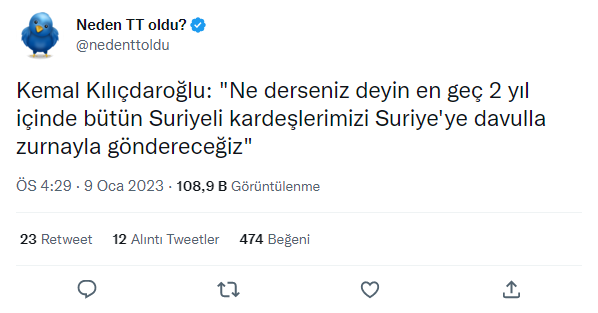 Neden TT oldu?
@nedenttoldu
Kemal Kılıçdaroğlu: "Ne derseniz deyin en geç 2 yıl
içinde bütün Suriyeli kardeşlerimizi Suriye'ye davulla
zurnayla göndereceğiz"
ÖS 4:29 · 9 Oca 2023 · 108,9 B Görüntülenme
23 Retweet 12 Alıntı Tweetler 474 Beğeni